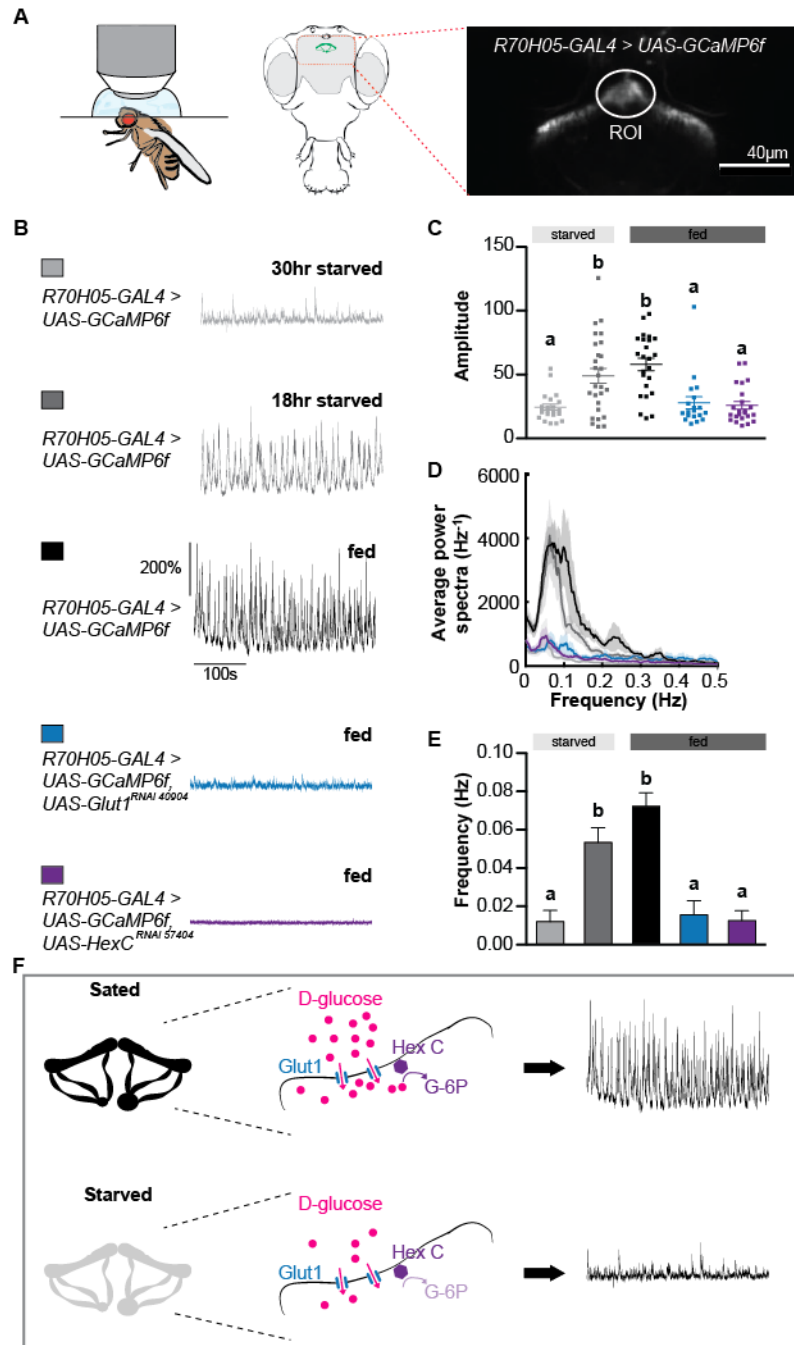 A
R70H05-GAL4 > UAS-GCaMP6f
ROI
40µm
B
30hr starved
R70H05-GAL4 >
UAS-GCaMP6f
18hr starved
R70H05-GAL4 >
UAS-GCaMP6f
fed
200%
R70H05-GAL4 >
UAS-GCaMP6f
100s
fed
R70H05-GAL4 >
UAS-GCaMP6f,
UAS-Glut1 RNAi 40904
fed
R70H05-GAL4 >
UAS-GCaMP6f,
UAS-HexC RNAi 57404
C
starved
fed
150
100
50
0
Amplitude
a
b
b
a
a
D
6000
4000
2000
0
Average power
spectra (Hz⁻¹)
0
0.1
0.2
0.3
0.4
0.5
Frequency (Hz)
E
starved
fed
0.10
0.08
0.06
0.04
0.02
0.00
Frequency (Hz)
a
b
b
a
a
F
Sated
D-glucose
Glut1
Hex C
G-6P
Starved
D-glucose
Glut1
Hex C
G-6P